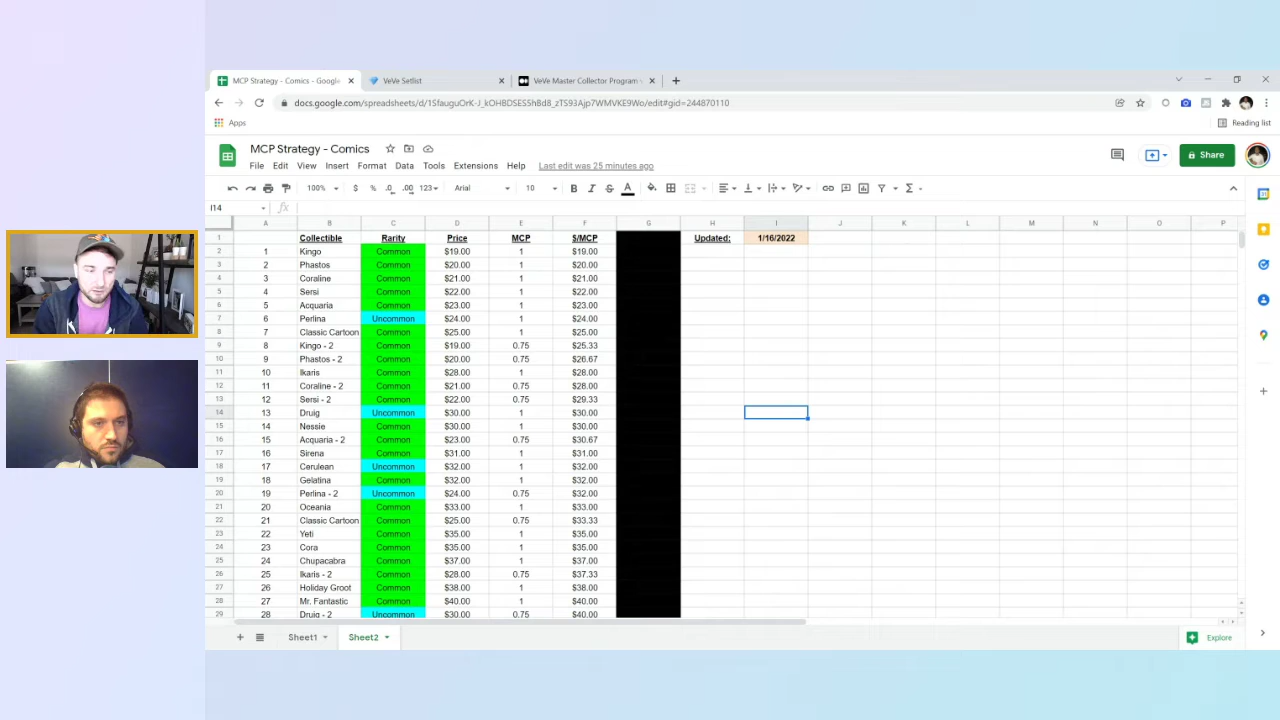 MCP Strategy - Comics - Google
VeVe Setlist
VeVe Master Collector Program -
docs.google.com/spreadsheets/d/1SfauguOrK-J_kOHBDSESShBd8_zTS93Ajp7WMVKE9Wo/edit#gid=244870110
Apps
Reading list
MCP Strategy - Comics
File Edit View Insert Format Data Tools Extensions Help Last edit was 25 minutes ago
Share
100% $ % .0 .00 123 Arial 10 B I S A
I14 fx
A B C D E F G H I J K L M N O P
1 Collectible Rarity Price MCP $/MCP Updated: 1/16/2022
2 1 Kingo Common $19.00 1 $19.00
3 2 Phastos Common $20.00 1 $20.00
4 3 Coraline Common $21.00 1 $21.00
5 4 Sersi Common $22.00 1 $22.00
6 5 Acquaria Common $23.00 1 $23.00
7 6 Perlina Uncommon $24.00 1 $24.00
8 7 Classic Cartoon Common $25.00 1 $25.00
9 8 Kingo - 2 Common $19.00 0.75 $25.33
10 9 Phastos - 2 Common $20.00 0.75 $26.67
11 10 Ikaris Common $28.00 1 $28.00
12 11 Coraline - 2 Common $21.00 0.75 $28.00
13 12 Sersi - 2 Common $22.00 0.75 $29.33
14 13 Druig Uncommon $30.00 1 $30.00
15 14 Nessie Common $30.00 1 $30.00
16 15 Acquaria - 2 Common $23.00 0.75 $30.67
17 16 Sirena Common $31.00 1 $31.00
18 17 Cerulean Uncommon $32.00 1 $32.00
19 18 Gelatina Common $32.00 1 $32.00
20 19 Perlina - 2 Uncommon $24.00 0.75 $32.00
21 20 Oceania Common $33.00 1 $33.00
22 21 Classic Cartoon Common $25.00 0.75 $33.33
23 22 Yeti Common $35.00 1 $35.00
24 23 Cora Common $35.00 1 $35.00
25 24 Chupacabra Common $37.00 1 $37.00
26 25 Ikaris - 2 Common $28.00 0.75 $37.33
27 26 Holiday Groot Common $38.00 1 $38.00
28 27 Mr. Fantastic Common $40.00 1 $40.00
29 28 Druig - 2 Uncommon $30.00 0.75 $40.00
Sheet1 Sheet2 Explore